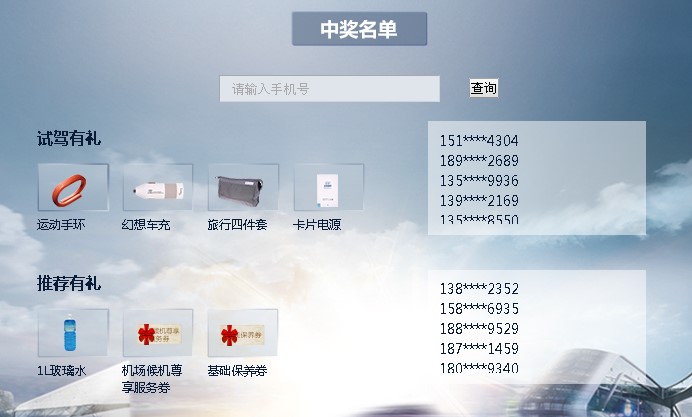 中奖名单
请输入手机号
查询
试驾有礼
运动手环
幻想车充
旅行四件套
卡片电源
151****4304
189****2689
135****9936
139****2169
135****8550
推荐有礼
1L玻璃水
机场候机尊
享服务券
基础保养券
138****2352
158****6935
188****9529
187****1459
180****9340